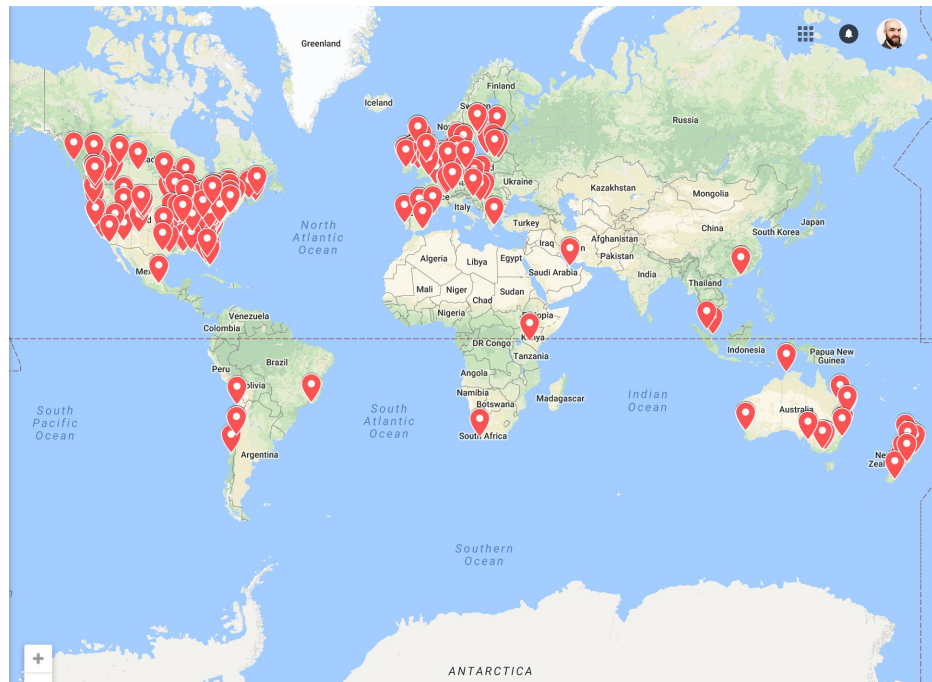 Greenland
Iceland
Finland
Russia
Ukraine
Kazakhstan
Mongolia
Italy
Turkey
China
South Korea
Japan
North
Atlantic
Ocean
Iraq
Afghanistan
Pakistan
Algeria
Libya
Egypt
Saudi Arabia
India
Thailand
Mali
Niger
Chad
Sudan
Nigeria
Venezuela
Colombia
DR Congo
Tanzania
Indonesia
Papua New
Guinea
Brazil
Peru
Angola
Namibia
Botswana
Madagascar
Indian
Ocean
South
Pacific
Ocean
South
Atlantic
Ocean
Australia
South Africa
Argentina
Southern
Ocean
ANTARCTICA
+